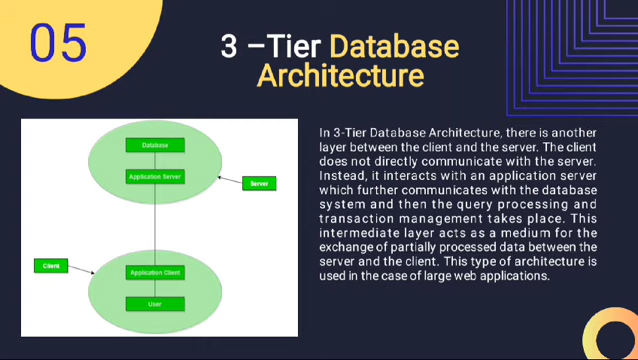 05
3 –Tier Database
Architecture
Database
Application Server
Server
Client
Application Client
User
In 3-Tier Database Architecture, there is another
layer between the client and the server. The client
does not directly communicate with the server.
Instead, it interacts with an application server
which further communicates with the database
system and then the query processing and
transaction management takes place. This
intermediate layer acts as a medium for the
exchange of partially processed data between the
server and the client. This type of architecture is
used in the case of large web applications.